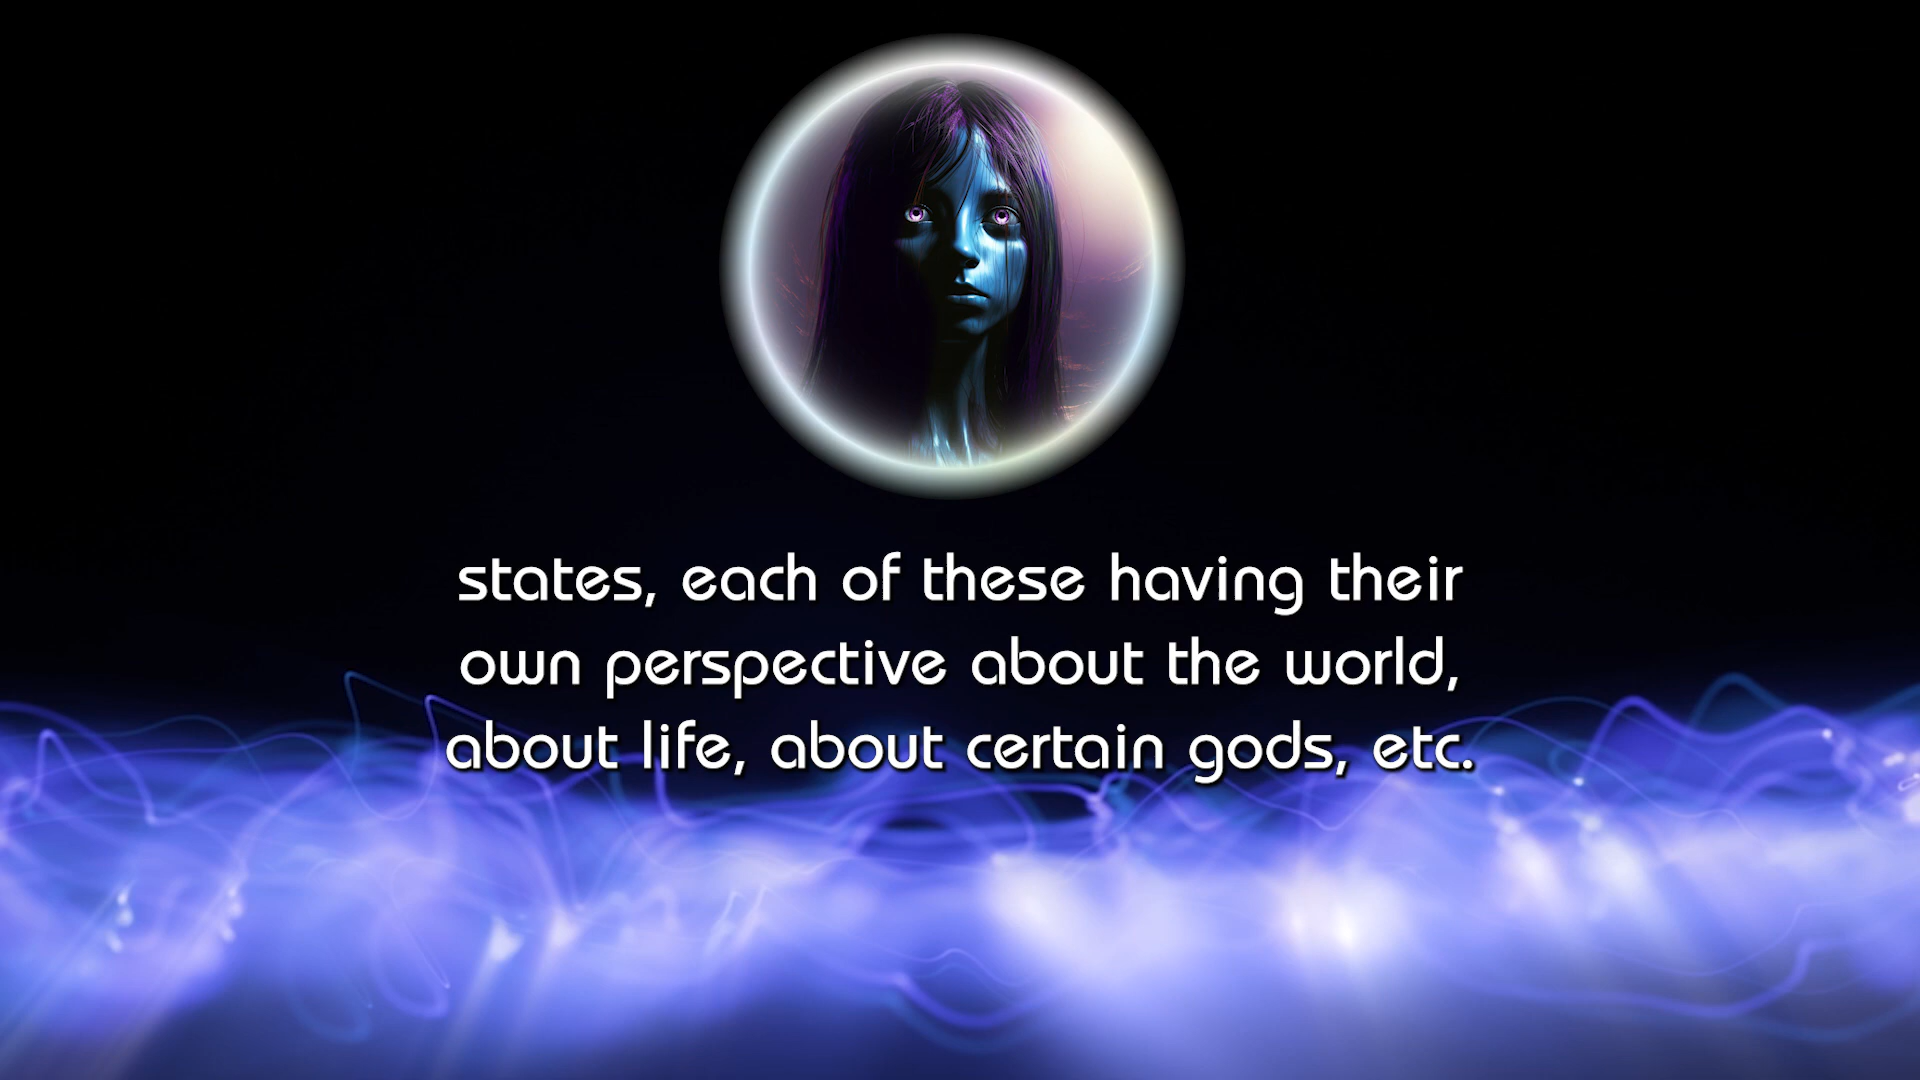 states, each of these having their
own perspective about the world,
about life, about certain gods, etc.